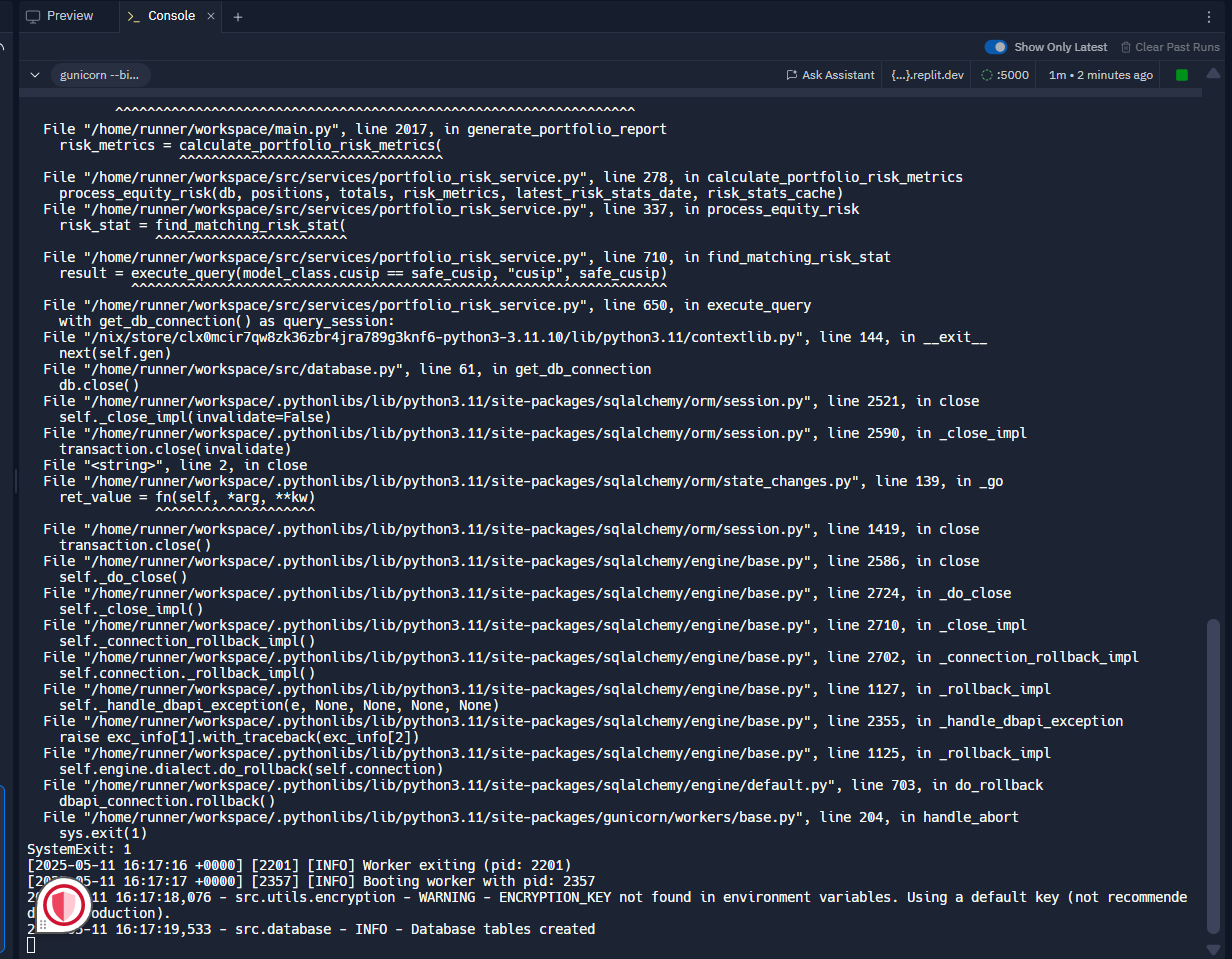 Preview
Console
Show Only Latest
Clear Past Runs
gunicorn --bi...
Ask Assistant
{...}.replit.dev
:5000
1m • 2 minutes ago
^^^^^^^^^^^^^^^^^^^^^^^^^^^^^^^^^^^^^^^^^^^^^^^^^^^^^^^^^^^^^^^^^
File "/home/runner/workspace/main.py", line 2017, in generate_portfolio_report
risk_metrics = calculate_portfolio_risk_metrics(
^^^^^^^^^^^^^^^^^^^^^^^^^^^^^^^^^
File "/home/runner/workspace/src/services/portfolio_risk_service.py", line 278, in calculate_portfolio_risk_metrics
process_equity_risk(db, positions, totals, risk_metrics, latest_risk_stats_date, risk_stats_cache)
File "/home/runner/workspace/src/services/portfolio_risk_service.py", line 337, in process_equity_risk
risk_stat = find_matching_risk_stat(
^^^^^^^^^^^^^^^^^^^^^^^^
File "/home/runner/workspace/src/services/portfolio_risk_service.py", line 710, in find_matching_risk_stat
result = execute_query(model_class.cusip == safe_cusip, "cusip", safe_cusip)
^^^^^^^^^^^^^^^^^^^^^^^^^^^^^^^^^^^^^^^^^^^^^^^^^^^^^^^^^^^^^^^^^^^
File "/home/runner/workspace/src/services/portfolio_risk_service.py", line 650, in execute_query
with get_db_connection() as query_session:
File "/nix/store/clx0mcir7qw8zk36zbr4jra789g3knf6-python3-3.11.10/lib/python3.11/contextlib.py", line 144, in __exit__
next(self.gen)
File "/home/runner/workspace/src/database.py", line 61, in get_db_connection
db.close()
File "/home/runner/workspace/.pythonlibs/lib/python3.11/site-packages/sqlalchemy/orm/session.py", line 2521, in close
self._close_impl(invalidate=False)
File "/home/runner/workspace/.pythonlibs/lib/python3.11/site-packages/sqlalchemy/orm/session.py", line 2590, in _close_impl
transaction.close(invalidate)
File "<string>", line 2, in close
File "/home/runner/workspace/.pythonlibs/lib/python3.11/site-packages/sqlalchemy/orm/state_changes.py", line 139, in _go
ret_value = fn(self, *arg, **kw)
^^^^^^^^^^^^^^^^^^^^
File "/home/runner/workspace/.pythonlibs/lib/python3.11/site-packages/sqlalchemy/orm/session.py", line 1419, in close
transaction.close()
File "/home/runner/workspace/.pythonlibs/lib/python3.11/site-packages/sqlalchemy/engine/base.py", line 2586, in close
self._do_close()
File "/home/runner/workspace/.pythonlibs/lib/python3.11/site-packages/sqlalchemy/engine/base.py", line 2724, in _do_close
self._close_impl()
File "/home/runner/workspace/.pythonlibs/lib/python3.11/site-packages/sqlalchemy/engine/base.py", line 2710, in _close_impl
self._connection_rollback_impl()
File "/home/runner/workspace/.pythonlibs/lib/python3.11/site-packages/sqlalchemy/engine/base.py", line 2702, in _connection_rollback_impl
self.connection._rollback_impl()
File "/home/runner/workspace/.pythonlibs/lib/python3.11/site-packages/sqlalchemy/engine/base.py", line 1127, in _rollback_impl
self._handle_dbapi_exception(e, None, None, None, None)
File "/home/runner/workspace/.pythonlibs/lib/python3.11/site-packages/sqlalchemy/engine/base.py", line 2355, in _handle_dbapi_exception
raise exc_info[1].with_traceback(exc_info[2])
File "/home/runner/workspace/.pythonlibs/lib/python3.11/site-packages/sqlalchemy/engine/base.py", line 1125, in _rollback_impl
self.engine.dialect.do_rollback(self.connection)
File "/home/runner/workspace/.pythonlibs/lib/python3.11/site-packages/sqlalchemy/engine/default.py", line 703, in do_rollback
dbapi_connection.rollback()
File "/home/runner/workspace/.pythonlibs/lib/python3.11/site-packages/gunicorn/workers/base.py", line 204, in handle_abort
sys.exit(1)
SystemExit: 1
[2025-05-11 16:17:16 +0000] [2201] [INFO] Worker exiting (pid: 2201)
[2025-05-11 16:17:17 +0000] [2357] [INFO] Booting worker with pid: 2357
11 16:17:18,076 - src.utils.encryption - WARNING - ENCRYPTION_KEY not found in environment variables. Using a default key (not recommende
oduction).
-11 16:17:19,533 - src.database - INFO - Database tables created